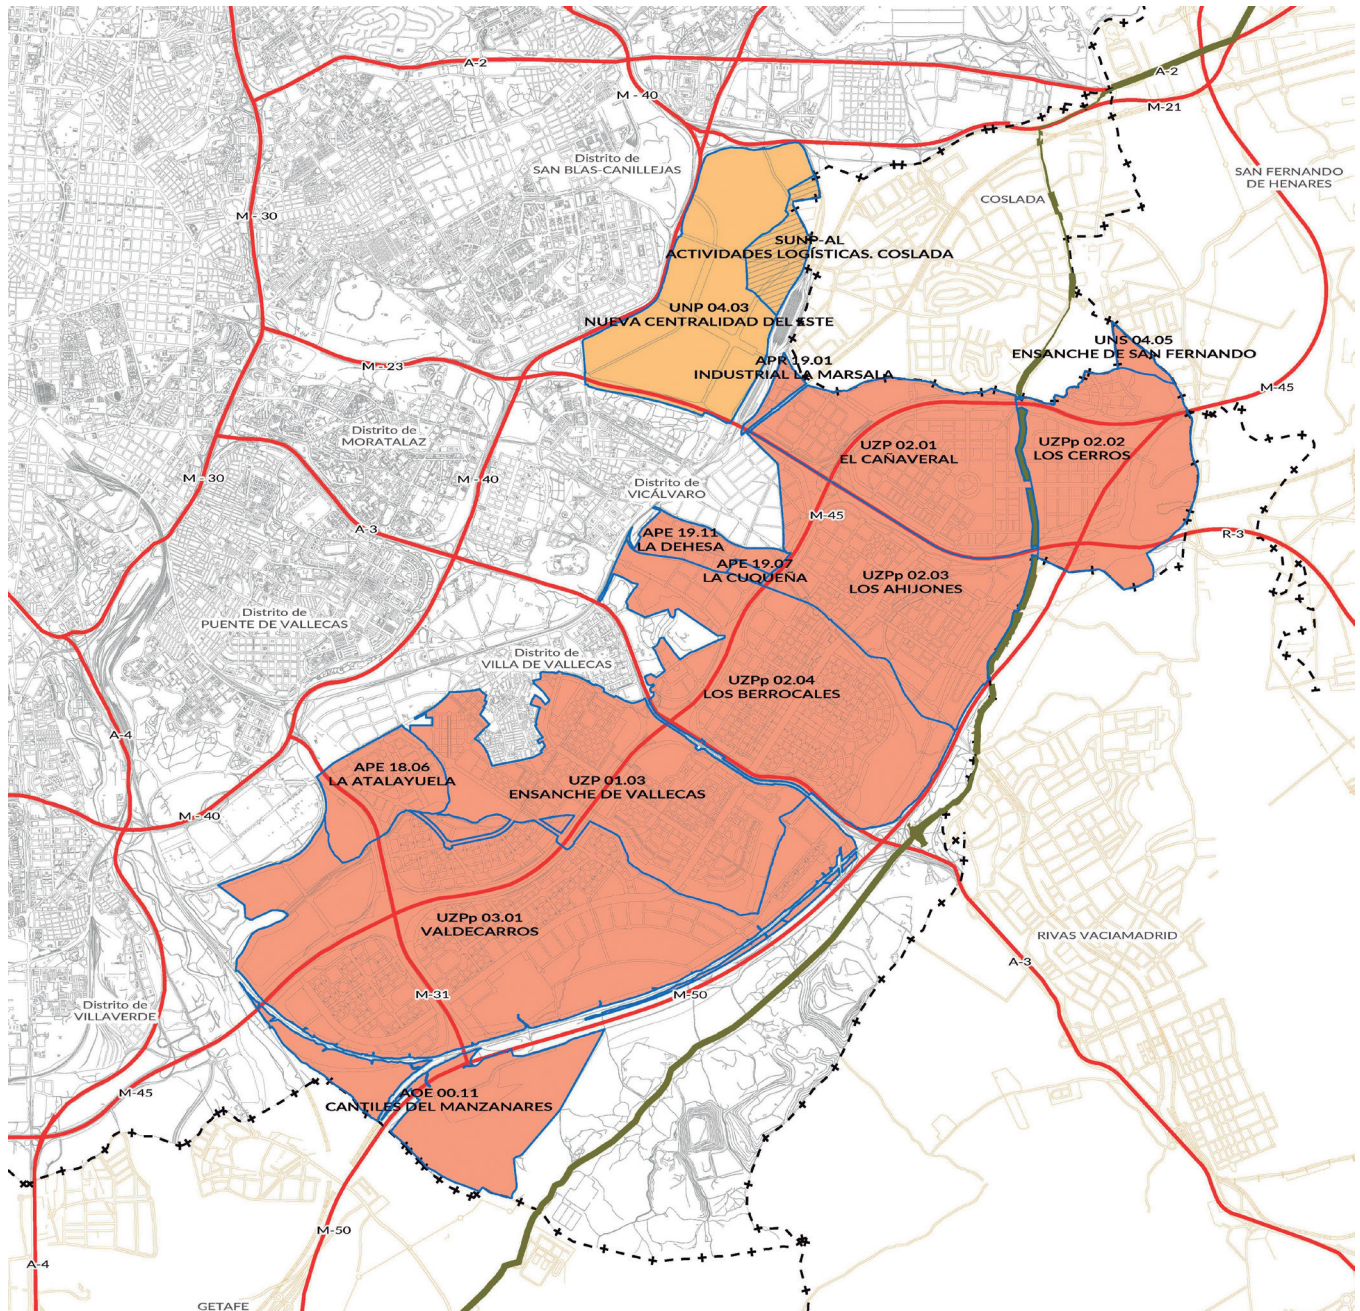 A-2
A-2
M - 40
M-21
Distrito de
SAN BLAS-CANILLEJAS
SAN FERNANDO
DE HENARES
COSLADA
M - 30
SUNP-AL
ACTIVIDADES LOGÍSTICAS. COSLADA
UNP 04.03
NUEVA CENTRALIDAD DEL ESTE
UNS 04.05
ENSANCHE DE SAN FERNANDO
APR 19.01
INDUSTRIAL LA MARSALA
M - 23
M-45
Distrito de
MORATALAZ
UZP 02.01
EL CAÑAVERAL
UZPp 02.02
LOS CERROS
M - 30
M - 40
Distrito de
VICÁLVARO
M-45
A-3
APE 19.11
LA DEHESA
R-3
APE 19.07
LA CUQUEÑA
UZPp 02.03
LOS AHIJONES
Distrito de
PUENTE DE VALLECAS
Distrito de
VILLA DE VALLECAS
UZPp 02.04
LOS BERROCALES
A-4
APE 18.06
LA ATALAYUELA
UZP 01.03
ENSANCHE DE VALLECAS
M - 40
UZPp 03.01
VALDECARROS
RIVAS VACIAMADRID
A-3
M-31
M-50
Distrito de
VILLAVERDE
M-45
AOE 00.11
CANTILES DEL MANZANARES
M-50
A-4
GETAFE